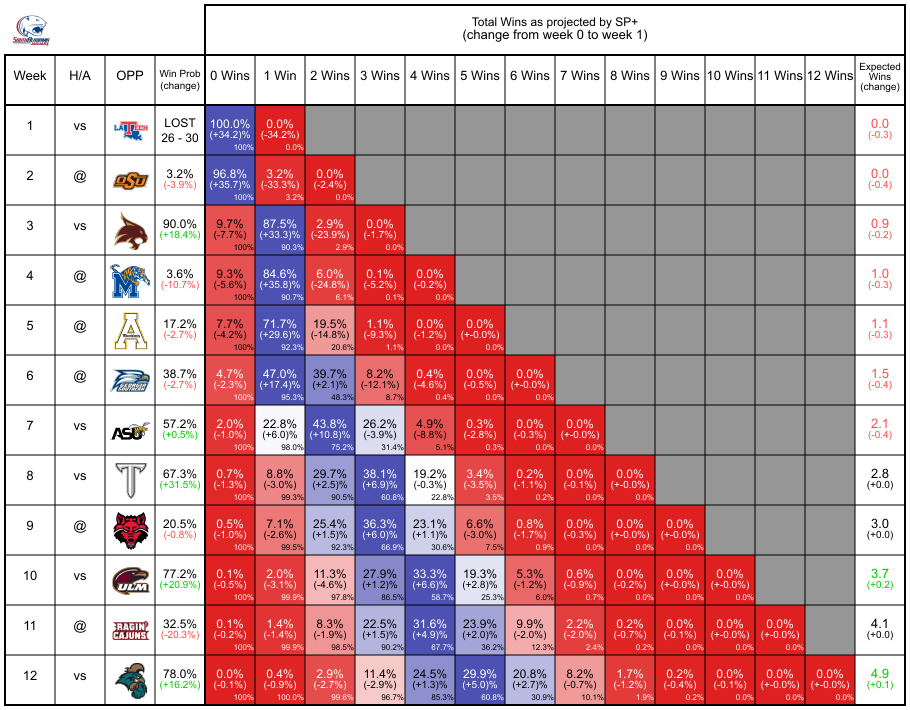 SOUTH ALABAMA
Total Wins as projected by SP+
(change from week 0 to week 1)
Week H/A OPP Win Prob (change) 0 Wins 1 Win 2 Wins 3 Wins 4 Wins 5 Wins 6 Wins 7 Wins 8 Wins 9 Wins 10 Wins 11 Wins 12 Wins Expected Wins (change)
1 vs LA TECH LOST 100.0% 0.0% 0.0
26 - 30 (+34.2)% (-34.2%) (-0.3)
100% 0.0%
2 @ OSU 3.2% 96.8% 3.2% 0.0% 0.0
(-3.9%) (+35.7)% (-33.3%) (-2.4%) (-0.4)
100% 3.2% 0.0%
3 vs 90.0% 9.7% 87.5% 2.9% 0.0% 0.9
(+18.4%) (-7.7%) (+33.3)% (-23.9%) (-1.7%) (-0.2)
100% 90.3% 2.9% 0.0%
4 @ M 3.6% 9.3% 84.6% 6.0% 0.1% 0.0% 1.0
(-10.7%) (-5.6%) (+35.8)% (-24.8%) (-5.2%) (-0.2%) (-0.3)
100% 90.7% 6.1% 0.1% 0.0%
5 @ A 17.2% 7.7% 71.7% 19.5% 1.1% 0.0% 0.0% 1.1
(-2.7%) (-4.2%) (+29.6)% (-14.8%) (-9.3%) (-1.2%) (+-0.0%) (-0.3)
100% 92.3% 20.6% 1.1% 0.0% 0.0%
6 @ GEORGIA SOUTHERN 38.7% 4.7% 47.0% 39.7% 8.2% 0.4% 0.0% 0.0% 1.5
(-2.7%) (-2.3%) (+17.4)% (+2.1)% (-12.1%) (-4.6%) (-0.5%) (+-0.0%) (-0.4)
100% 95.3% 48.3% 8.7% 0.4% 0.0% 0.0%
7 vs ASU 57.2% 2.0% 22.8% 43.8% 26.2% 4.9% 0.3% 0.0% 0.0% 2.1
(+0.5%) (-1.0%) (+6.0)% (+10.8)% (-3.9%) (-8.8%) (-2.8%) (-0.3%) (+-0.0%) (-0.4)
100% 98.0% 75.2% 31.4% 5.1% 0.3% 0.0% 0.0%
8 vs T 67.3% 0.7% 8.8% 29.7% 38.1% 19.2% 3.4% 0.2% 0.0% 0.0% 2.8
(+31.5%) (-1.3%) (-3.0%) (+2.5)% (+6.9)% (-0.3%) (-3.5%) (-1.1%) (-0.1%) (+-0.0%) (+0.0)
100% 99.3% 90.5% 60.8% 22.8% 3.5% 0.2% 0.0% 0.0%
9 @ 20.5% 0.5% 7.1% 25.4% 36.3% 23.1% 6.6% 0.8% 0.0% 0.0% 0.0% 3.0
(-0.8%) (-1.0%) (-2.6%) (+1.5)% (+6.0)% (+1.1)% (-3.0%) (-1.7%) (-0.3%) (+-0.0%) (+-0.0%) (+0.0)
100% 99.5% 92.3% 66.9% 30.6% 7.5% 0.9% 0.0% 0.0% 0.0%
10 vs ULM 77.2% 0.1% 2.0% 11.3% 27.9% 33.3% 19.3% 5.3% 0.6% 0.0% 0.0% 0.0% 3.7
(+20.9%) (-0.5%) (-3.1%) (-4.6%) (+1.2)% (+6.6)% (+2.8)% (-1.2%) (-0.9%) (-0.2%) (+-0.0%) (+-0.0%) (+0.2)
100% 99.9% 97.8% 86.5% 58.7% 25.3% 6.0% 0.7% 0.0% 0.0% 0.0%
11 @ RAGIN' CAJUNS 32.5% 0.1% 1.4% 8.3% 22.5% 31.6% 23.9% 9.9% 2.2% 0.2% 0.0% 0.0% 0.0% 4.1
(-20.3%) (-0.2%) (-1.4%) (-1.9%) (+1.5)% (+4.9)% (+2.0)% (-2.0%) (-2.0%) (-0.7%) (-0.1%) (+-0.0%) (+-0.0%) (+0.0)
100% 99.9% 98.5% 90.2% 67.7% 36.2% 12.3% 2.4% 0.2% 0.0% 0.0% 0.0%
12 vs 78.0% 0.0% 0.4% 2.9% 11.4% 24.5% 29.9% 20.8% 8.2% 1.7% 0.2% 0.0% 0.0% 0.0% 4.9
(+16.2%) (-0.1%) (-0.9%) (-2.7%) (-2.9%) (+1.3)% (+5.0)% (+2.7)% (-0.7%) (-1.2%) (-0.4%) (-0.1%) (+-0.0%) (+-0.0%) (+0.1)
100% 100.0% 99.6% 96.7% 85.3% 60.8% 30.9% 10.1% 1.9% 0.2% 0.0% 0.0% 0.0%